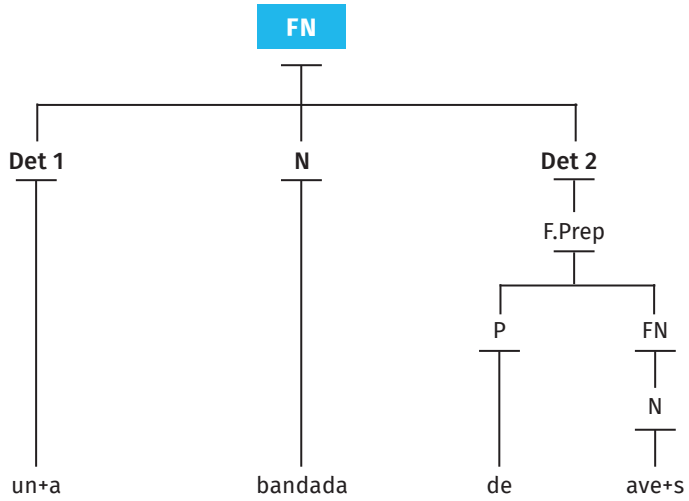 FN
Det 1 N Det 2
F.Prep
P FN
N
un+a bandada de ave+s